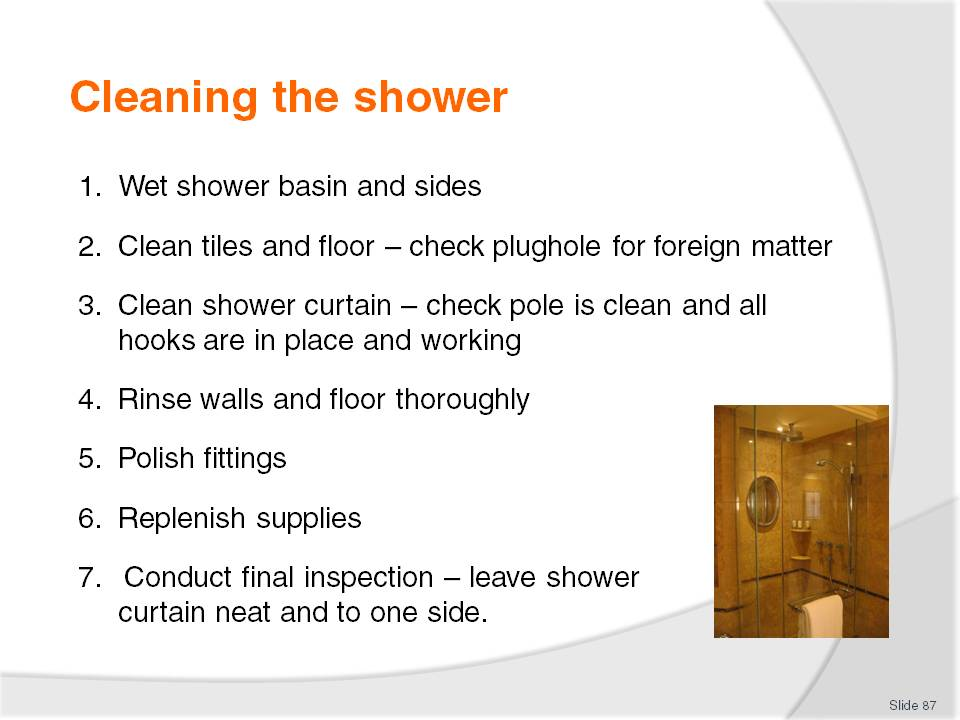 Cleaning the shower
1. Wet shower basin and sides
2. Clean tiles and floor – check plughole for foreign matter
3. Clean shower curtain – check pole is clean and all
hooks are in place and working
4. Rinse walls and floor thoroughly
5. Polish fittings
6. Replenish supplies
7. Conduct final inspection – leave shower
curtain neat and to one side.
Slide 87